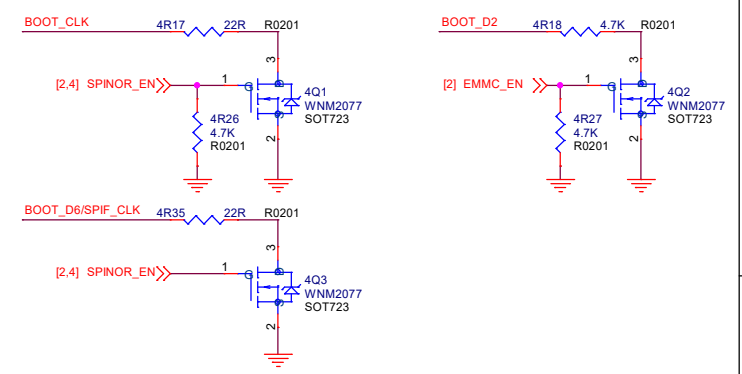 BOOT_CLK 4R17 22R R0201
3
[2,4] SPINOR_EN 1
4Q1
WNM2077
SOT723
4R26
4.7K
R0201
2
BOOT_D2 4R18 4.7K R0201
3
[2] EMMC_EN 1
4Q2
WNM2077
SOT723
4R27
4.7K
R0201
2
BOOT_D6/SPIF_CLK 4R35 22R R0201
3
[2,4] SPINOR_EN 1
4Q3
WNM2077
SOT723
2